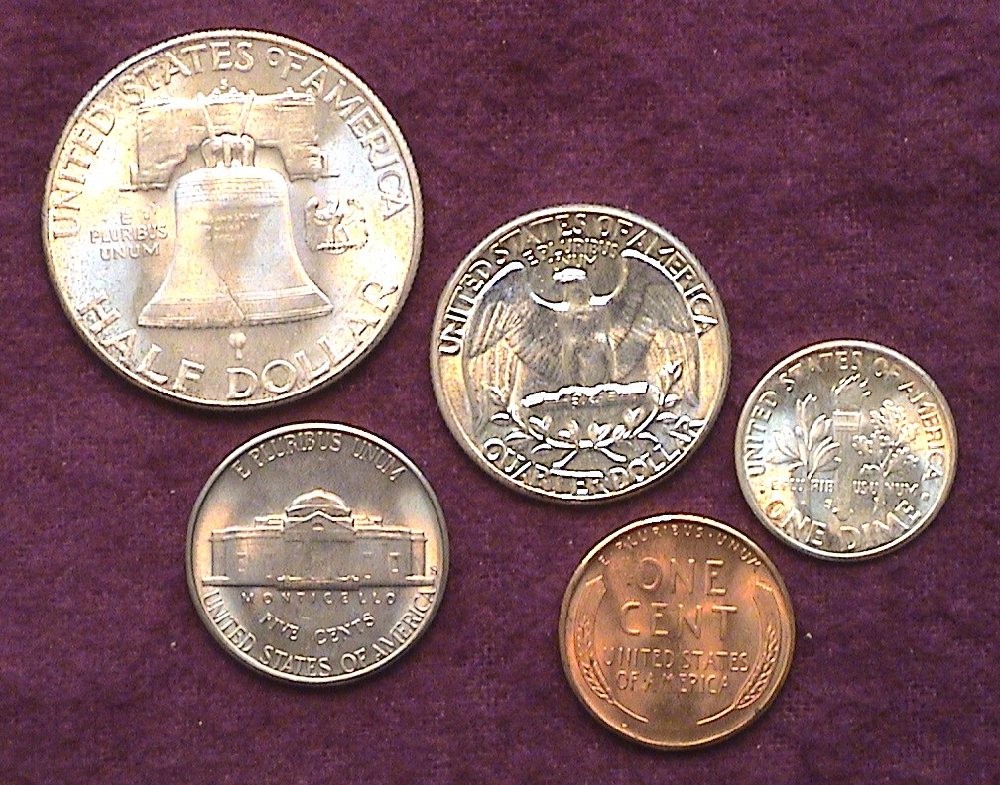 UNITED STATES OF AMERICA
S
E
PLURIBUS
UNUM
HALF DOLLAR
UNITED STATES OF AMERICA
E PLURIBUS
UNUM
QUARTER DOLLAR
UNITED STATES OF AMERICA
E PLURIBUS UNUM
S
ONE DIME
E PLURIBUS UNUM
MONTICELLO
FIVE CENTS
UNITED STATES OF AMERICA
S
E PLURIBUS UNUM
ONE
CENT
UNITED STATES
OF AMERICA